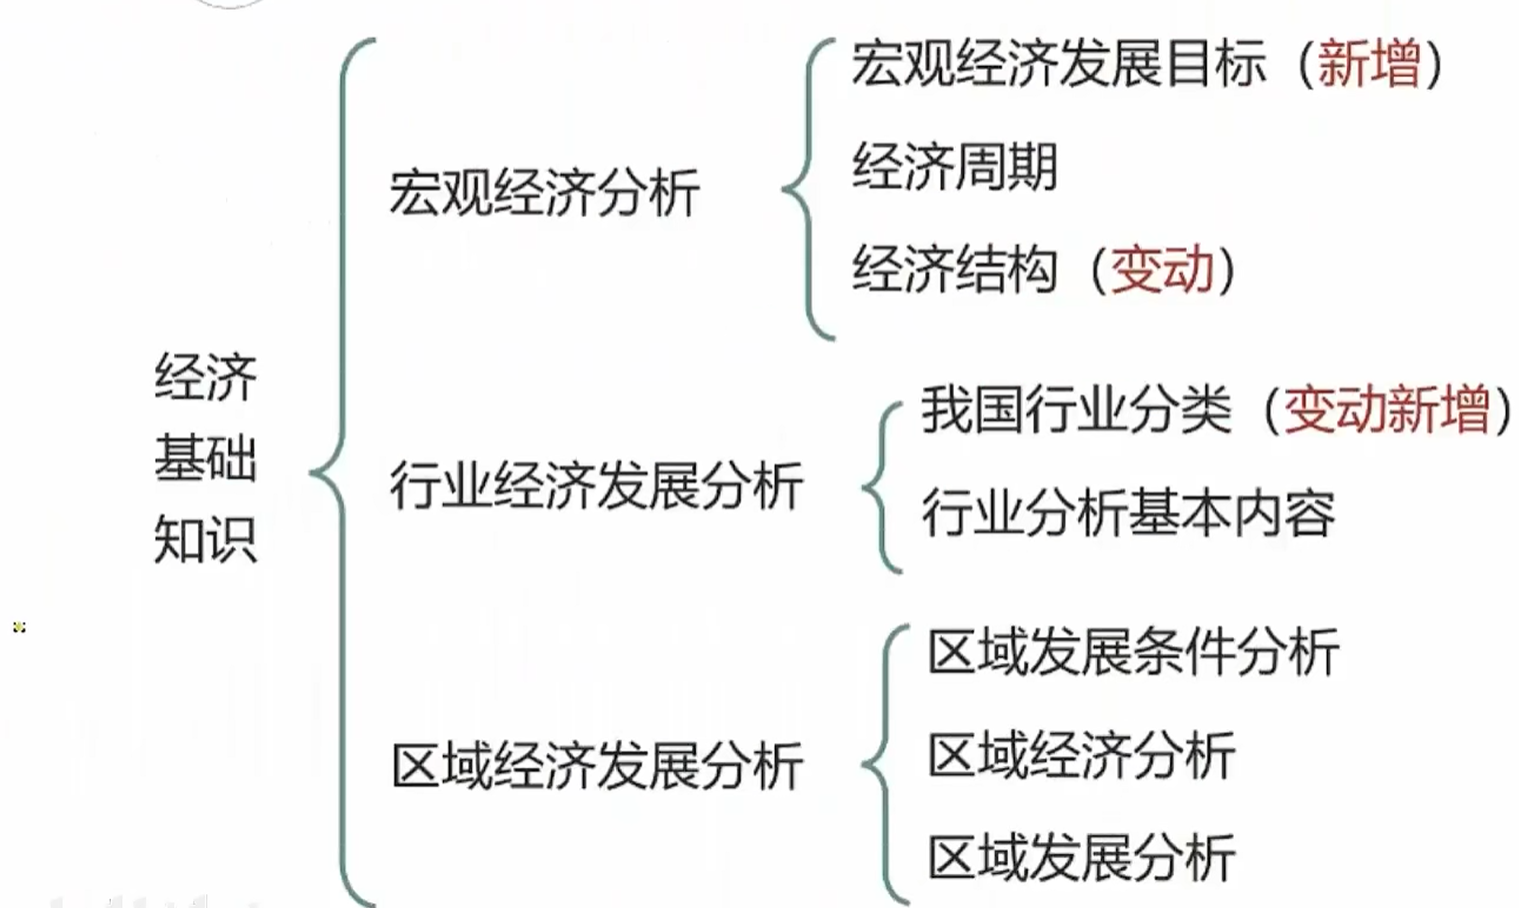 经济
基础
知识
宏观经济分析
宏观经济发展目标（新增）
经济周期
经济结构（变动）
行业经济发展分析
我国行业分类（变动新增）
行业分析基本内容
区域经济发展分析
区域发展条件分析
区域经济分析
区域发展分析